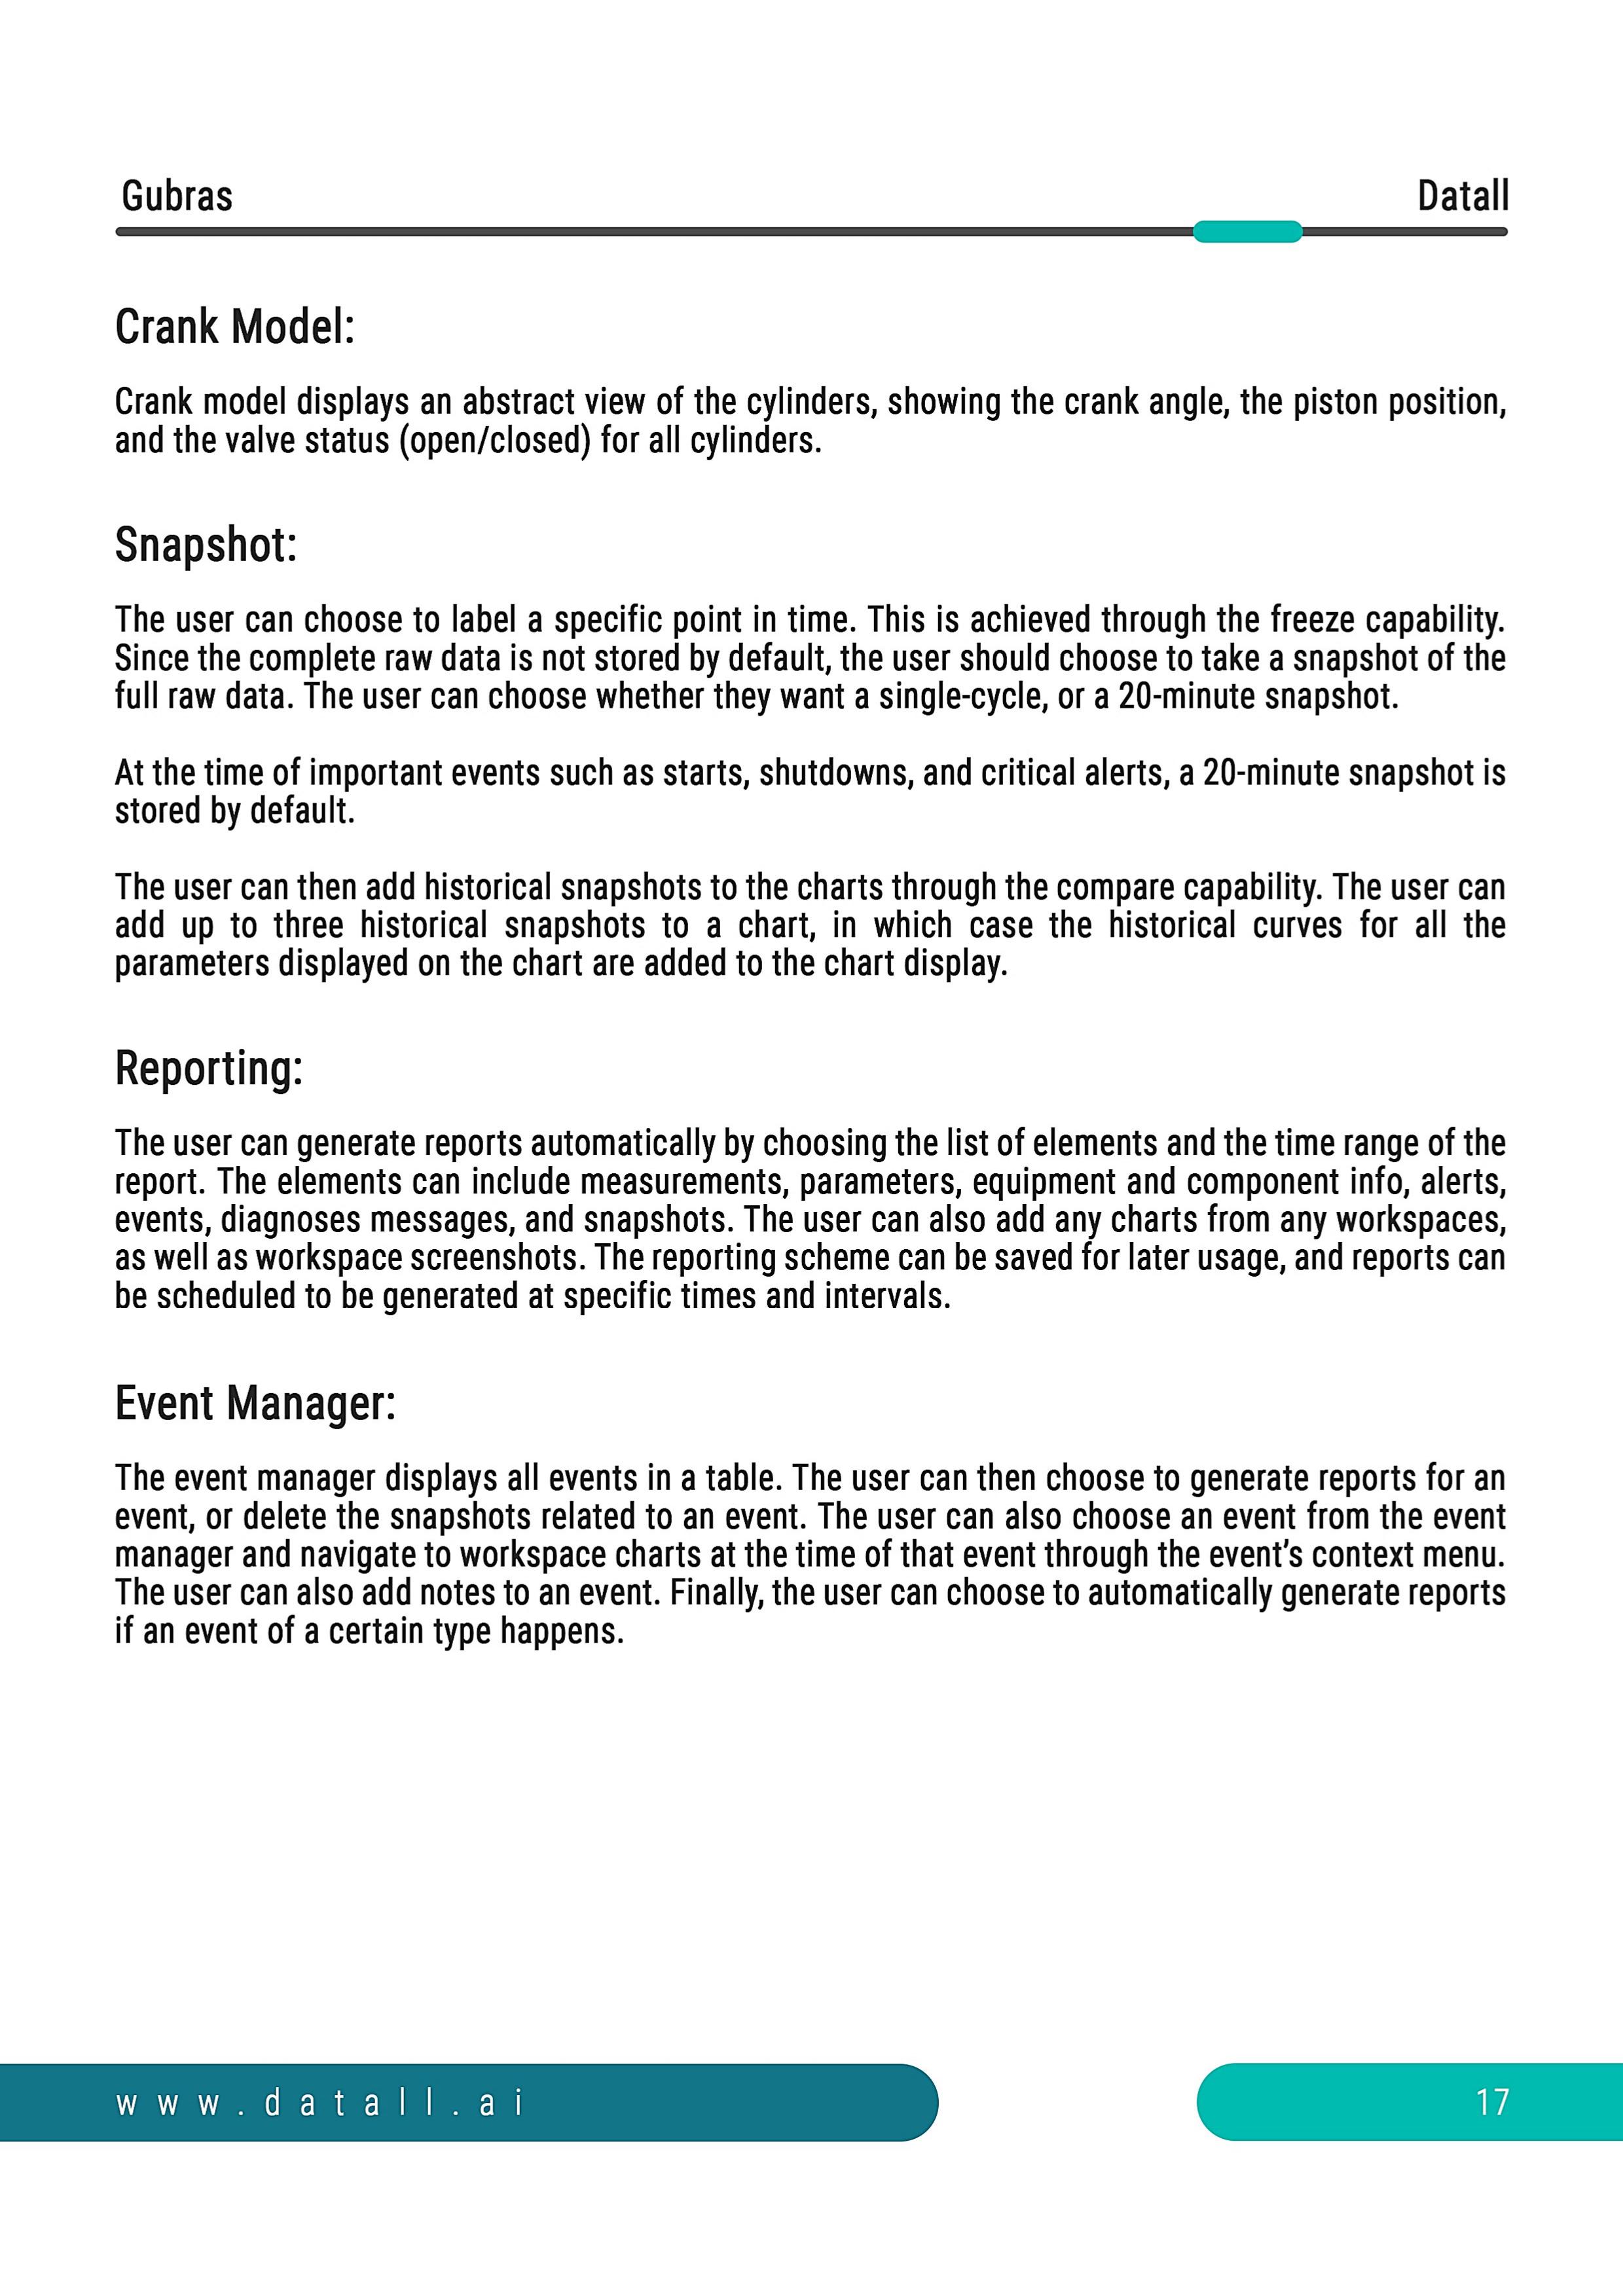 Gubras
Datall
Crank Model:
Crank model displays an abstract view of the cylinders, showing the crank angle, the piston position,
and the valve status (open/closed) for all cylinders.
Snapshot:
The user can choose to label a specific point in time. This is achieved through the freeze capability.
Since the complete raw data is not stored by default, the user should choose to take a snapshot of the
full raw data. The user can choose whether they want a single-cycle, or a 20-minute snapshot.
At the time of important events such as starts, shutdowns, and critical alerts, a 20-minute snapshot is
stored by default.
The user can then add historical snapshots to the charts through the compare capability. The user can
add up to three historical snapshots to a chart, in which case the historical curves for all the
parameters displayed on the chart are added to the chart display.
Reporting:
The user can generate reports automatically by choosing the list of elements and the time range of the
report. The elements can include measurements, parameters, equipment and component info, alerts,
events, diagnoses messages, and snapshots. The user can also add any charts from any workspaces,
as well as workspace screenshots. The reporting scheme can be saved for later usage, and reports can
be scheduled to be generated at specific times and intervals.
Event Manager:
The event manager displays all events in a table. The user can then choose to generate reports for an
event, or delete the snapshots related to an event. The user can also choose an event from the event
manager and navigate to workspace charts at the time of that event through the event’s context menu.
The user can also add notes to an event. Finally, the user can choose to automatically generate reports
if an event of a certain type happens.
www.datall.ai
17